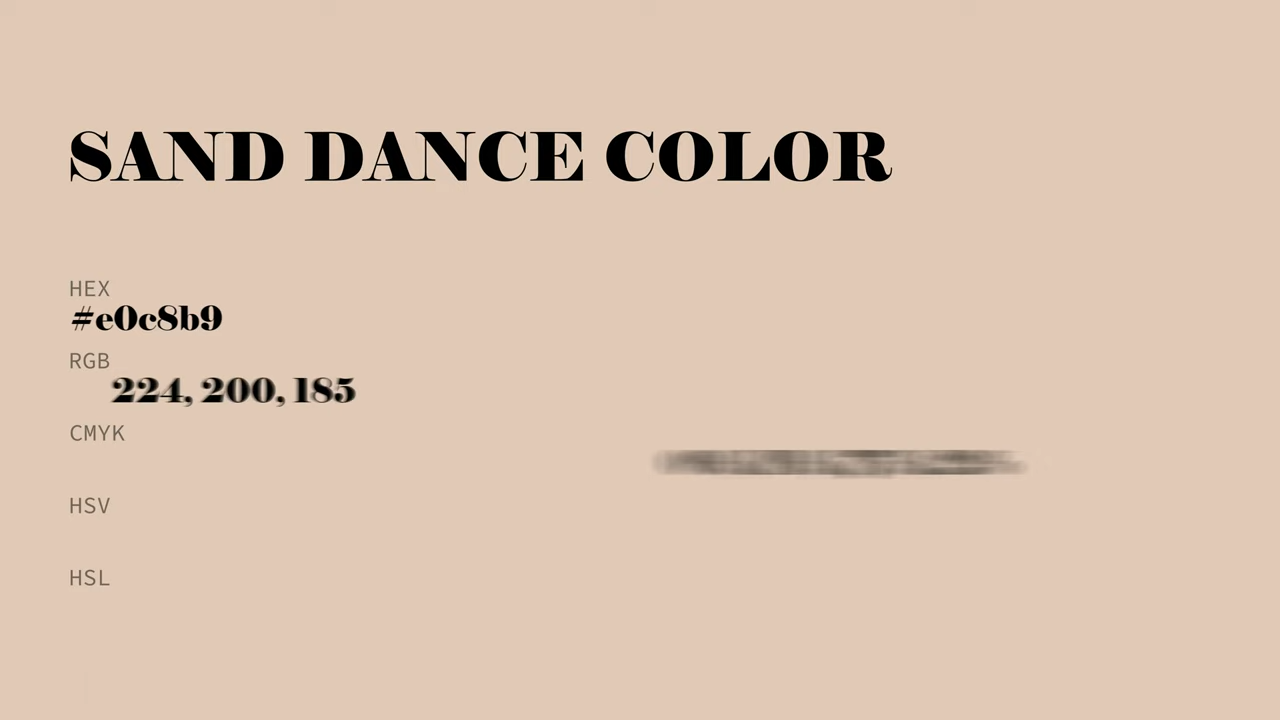 SAND DANCE COLOR
HEX
#e0c8b9
RGB
224, 200, 185
CMYK
HSV
HSL